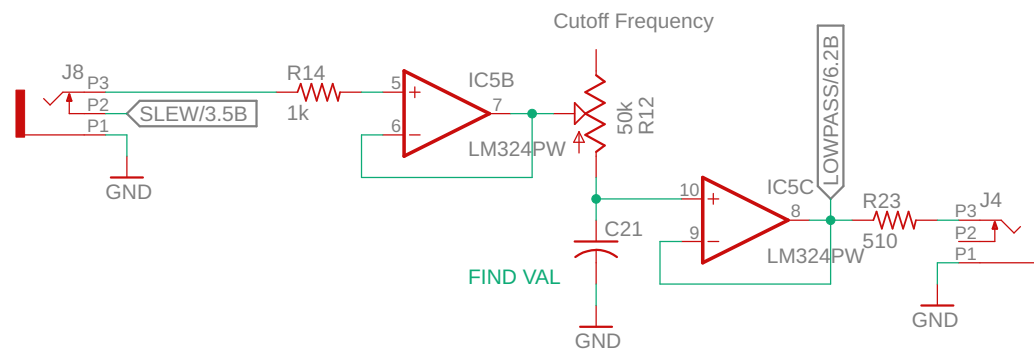 Cutoff Frequency
J8
P3
P2
P1
SLEW/3.5B
GND
R14
1k
5
6
7
IC5B
LM324PW
50k
R12
LOWPASS/6.2B
10
9
8
IC5C
LM324PW
C21
FIND VAL
GND
R23
510
J4
P3
P2
P1
GND